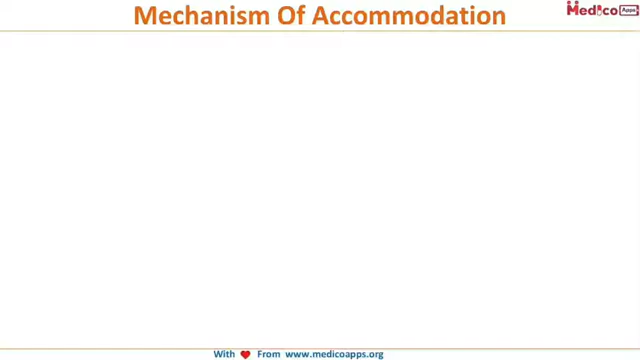 Mechanism Of Accommodation
Medico Apps
With From www.medicoapps.org